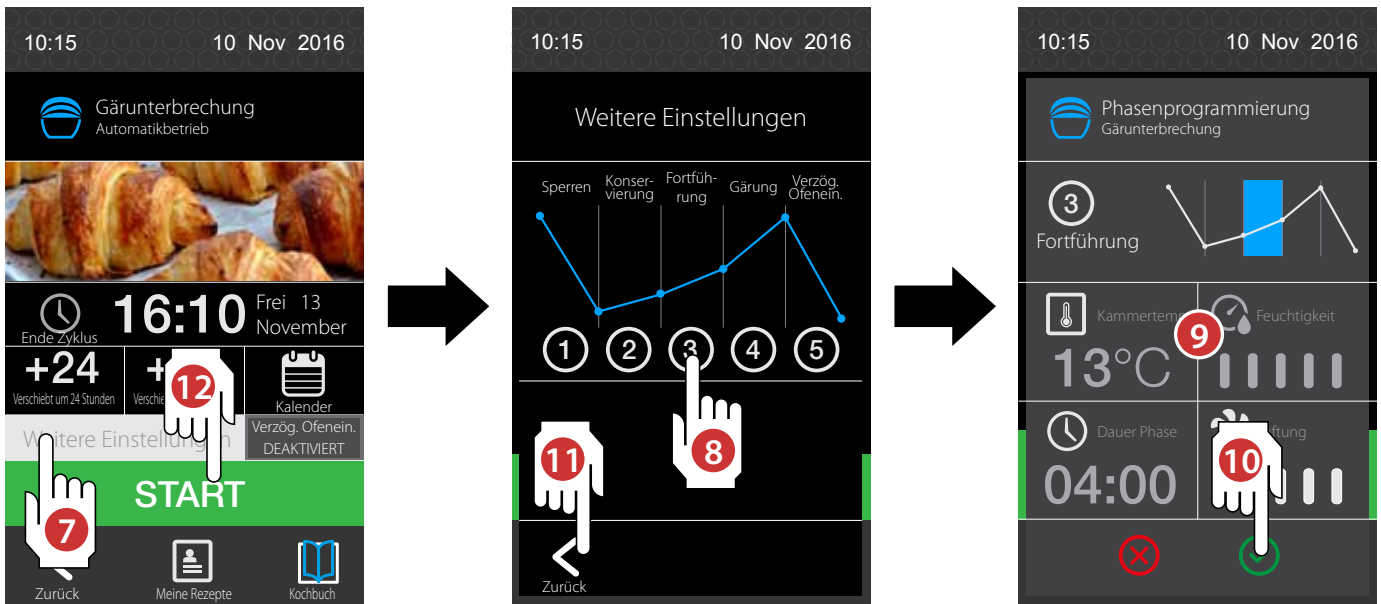 10:15 10 Nov 2016
Gärunterbrechung
Automatikbetrieb
16:10 Frei 13
November
Ende Zyklus
+24
Verschiebt um 24 Stunden
Kalender
12
Weitere Einstellungen
Verzög. Ofenein.
DEAKTIVIERT
START
7
Zurück
Meine Rezepte
Kochbuch
10:15 10 Nov 2016
Weitere Einstellungen
Sperren
Konser-
vierung
Fortfüh-
rung
Gärung
Verzög.
Ofenein.
1 2 3 4 5
8
11
Zurück
10:15 10 Nov 2016
Phasenprogrammierung
Gärunterbrechung
3
Fortführung
Feuchtigkeit
9
13°C
Dauer Phase
04:00
10